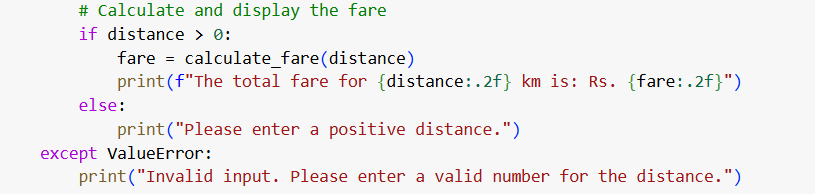 # Calculate and display the fare
if distance > 0:
fare = calculate_fare(distance)
print(f"The total fare for {distance:.2f} km is: Rs. {fare:.2f}")
else:
print("Please enter a positive distance.")
except ValueError:
print("Invalid input. Please enter a valid number for the distance.")